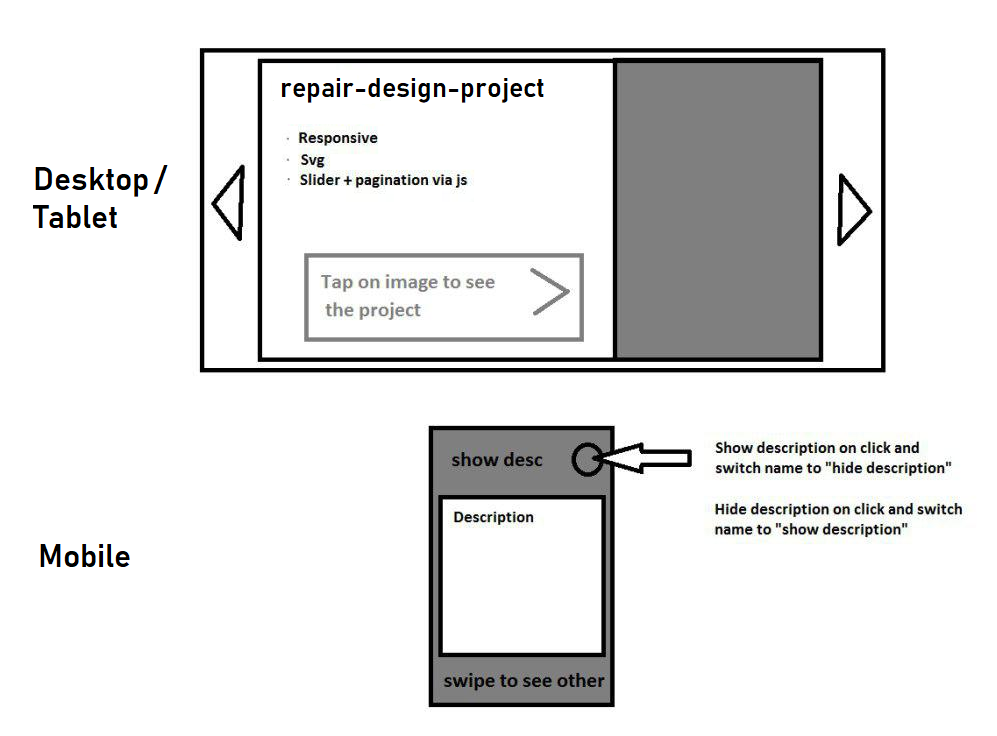 repair-design-project
· Responsive
· Svg
· Slider + pagination via js
Desktop /
Tablet
Tap on image to see
the project
show desc
Show description on click and
switch name to "hide description"
Description
Hide description on click and switch
name to "show description"
Mobile
swipe to see other